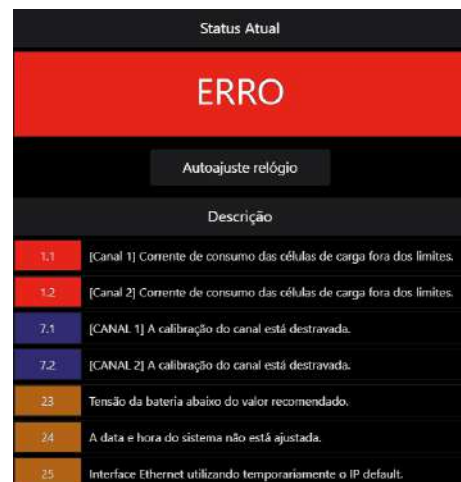 Status Atual
ERRO
Autoajuste relógio
Descrição
1.1 [Canal 1] Corrente de consumo das células de carga fora dos limites.
1.2 [Canal 2] Corrente de consumo das células de carga fora dos limites.
7.1 [CANAL 1] A calibração do canal está destravada.
7.2 [CANAL 2] A calibração do canal está destravada.
23 Tensão da bateria abaixo do valor recomendado.
24 A data e hora do sistema não está ajustada.
25 Interface Ethernet utilizando temporariamente o IP default.